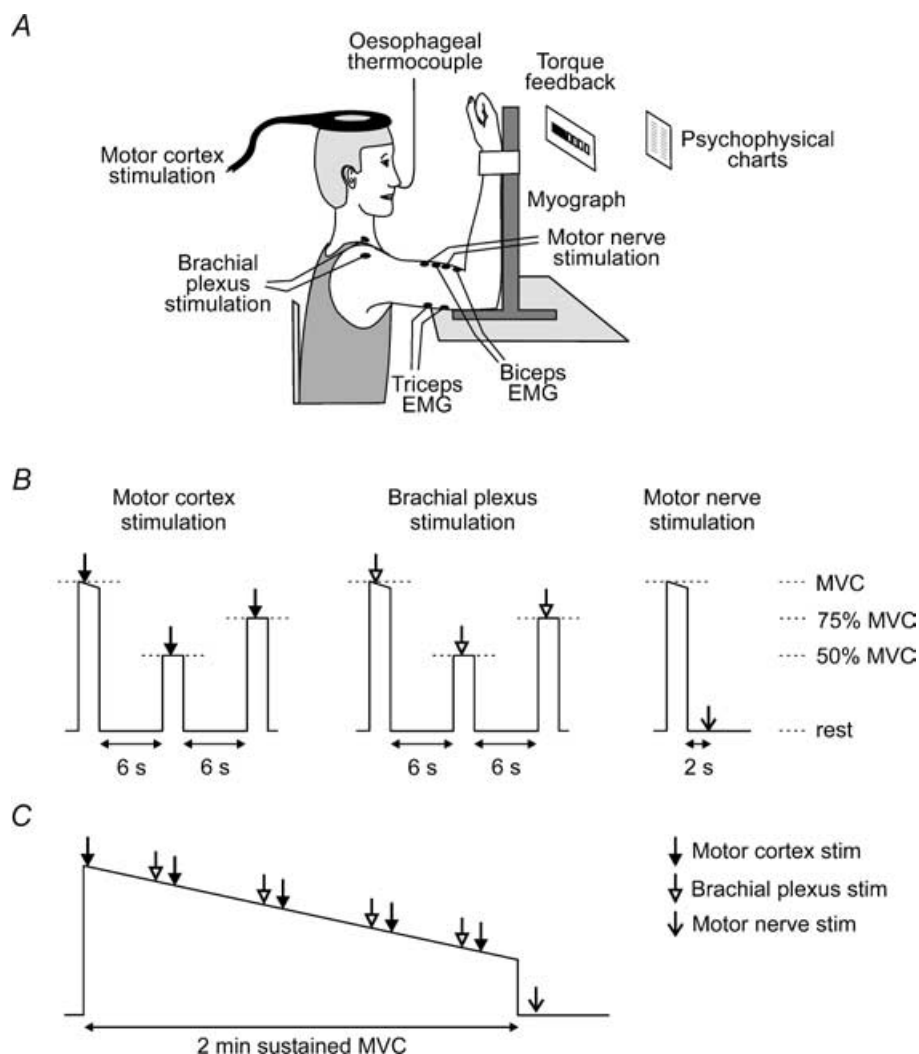 A
Oesophageal
thermocouple
Torque
feedback
Motor cortex
stimulation
Psychophysical
charts
Myograph
Motor nerve
stimulation
Brachial
plexus
stimulation
Triceps
EMG
Biceps
EMG
B
Motor cortex
stimulation
Brachial plexus
stimulation
Motor nerve
stimulation
MVC
75% MVC
50% MVC
rest
6 s
6 s
6 s
6 s
2 s
C
Motor cortex stim
Brachial plexus stim
Motor nerve stim
2 min sustained MVC